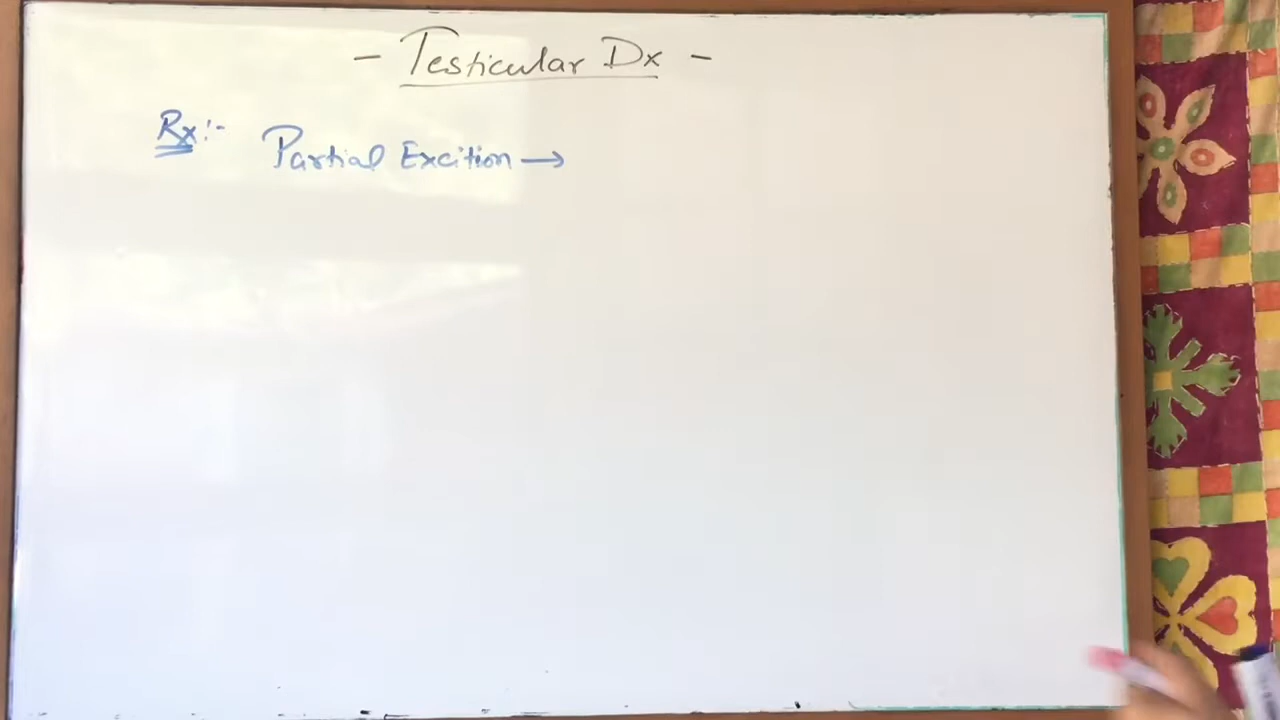 - Testicular Dx -
Rx:- Partial Excition →